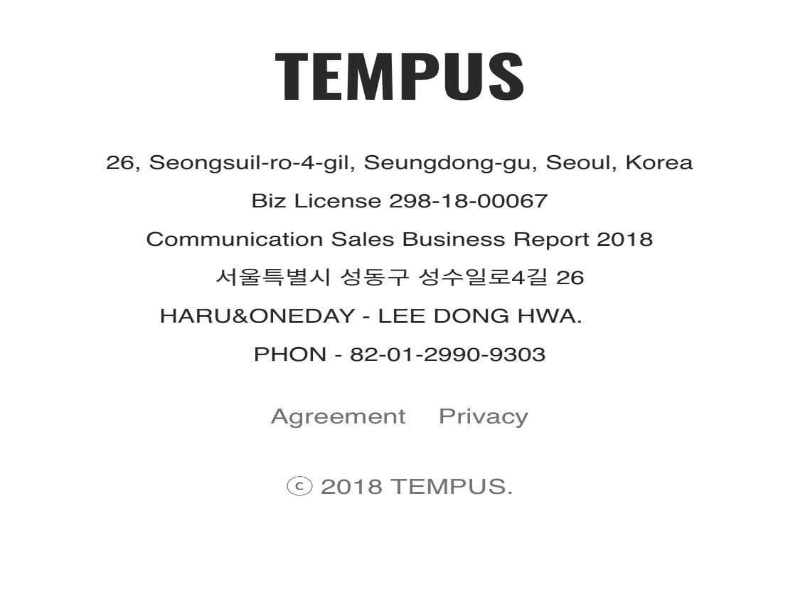 TEMPUS
26, Seongsuil-ro-4-gil, Seungdong-gu, Seoul, Korea
Biz License 298-18-00067
Communication Sales Business Report 2018
서울특별시 성동구 성수일로4길 26
HARU&ONEDAY - LEE DONG HWA.
PHON - 82-01-2990-9303
Agreement Privacy
ⓒ 2018 TEMPUS.